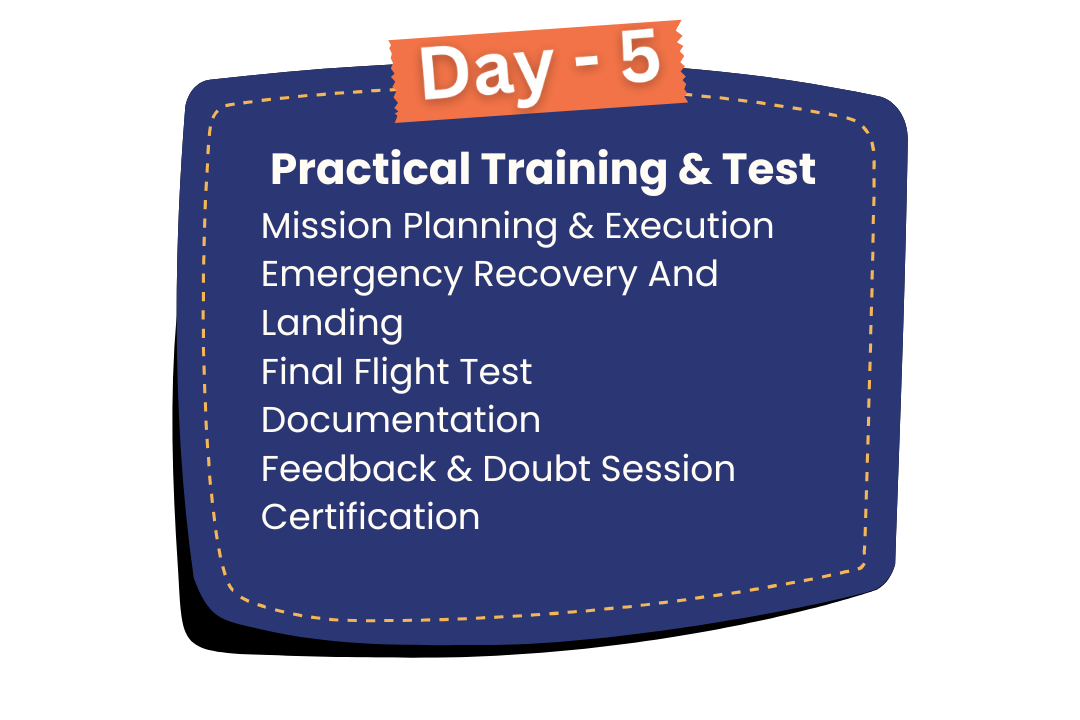 Day - 5
Practical Training & Test
Mission Planning & Execution
Emergency Recovery And
Landing
Final Flight Test
Documentation
Feedback & Doubt Session
Certification